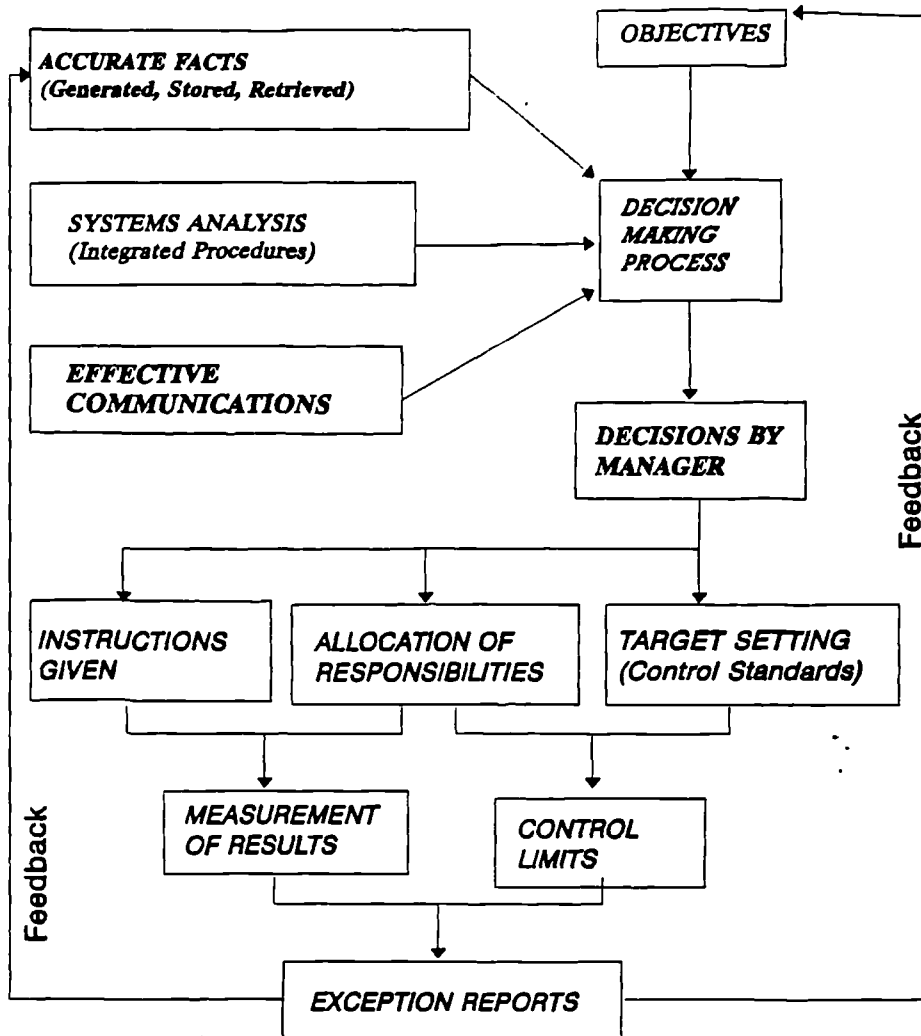 OBJECTIVES
ACCURATE FACTS
(Generated, Stored, Retrieved)
SYSTEMS ANALYSIS
(Integrated Procedures)
DECISION
MAKING
PROCESS
EFFECTIVE
COMMUNICATIONS
DECISIONS BY
MANAGER
Feedback
INSTRUCTIONS
GIVEN
ALLOCATION OF
RESPONSIBILITIES
TARGET SETTING
(Control Standards)
MEASUREMENT
OF RESULTS
CONTROL
LIMITS
Feedback
EXCEPTION REPORTS